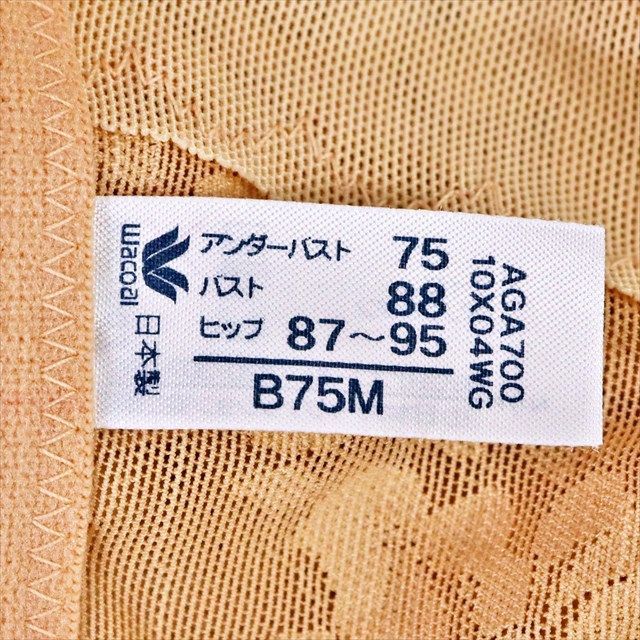 Wacoal
日本製
アンダーバスト 75
バスト 88
ヒップ 87～95
B75M
AGA700
10X04WG